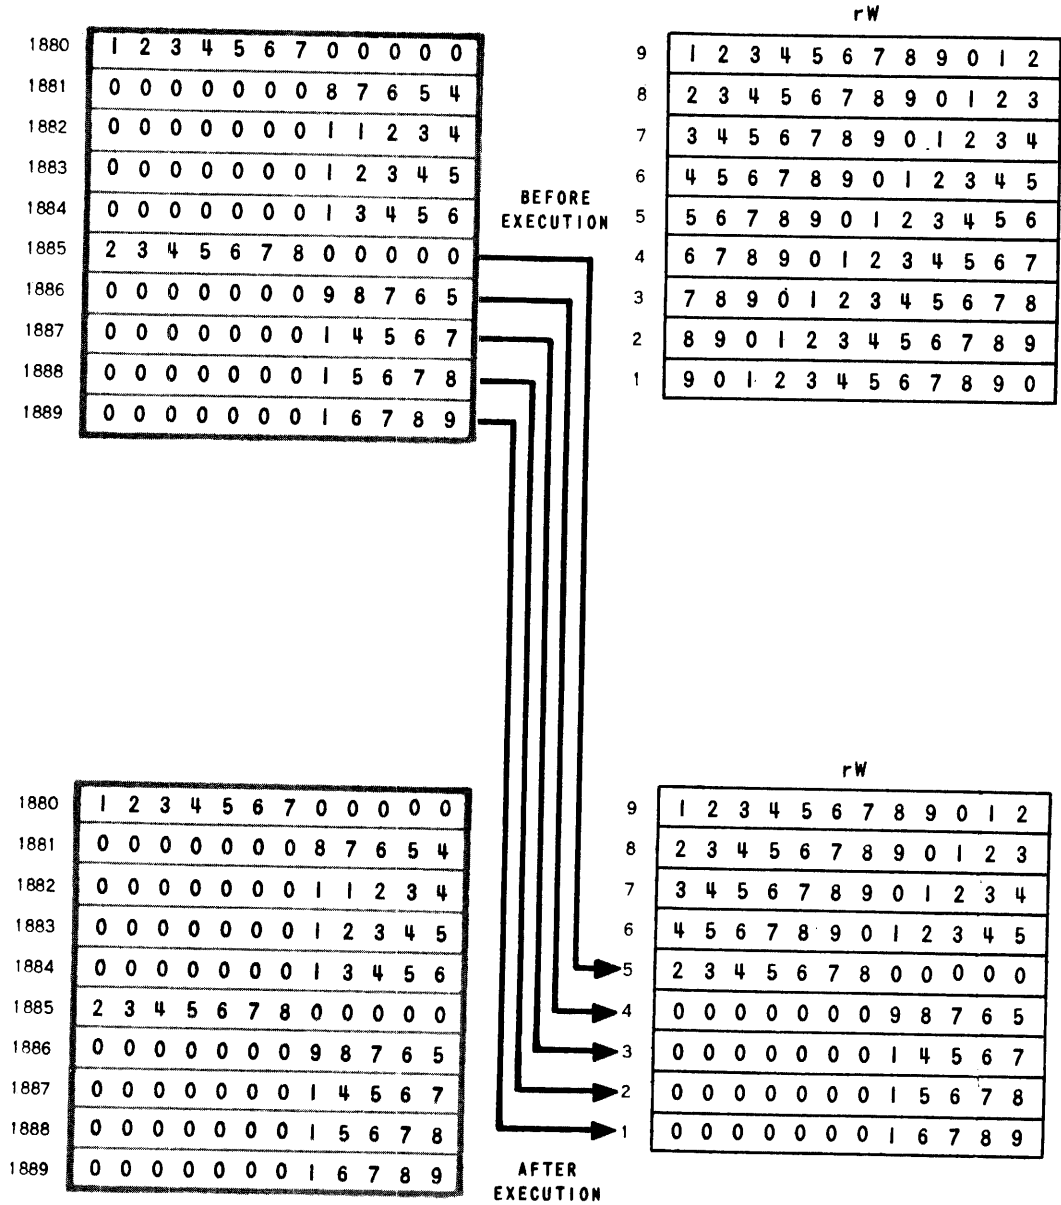 rW
1880 1 2 3 4 5 6 7 0 0 0 0 0
1881 0 0 0 0 0 0 0 8 7 6 5 4
1882 0 0 0 0 0 0 0 1 1 2 3 4
1883 0 0 0 0 0 0 0 1 2 3 4 5
1884 0 0 0 0 0 0 0 1 3 4 5 6
1885 2 3 4 5 6 7 8 0 0 0 0 0
1886 0 0 0 0 0 0 0 9 8 7 6 5
1887 0 0 0 0 0 0 0 1 4 5 6 7
1888 0 0 0 0 0 0 0 1 5 6 7 8
1889 0 0 0 0 0 0 0 1 6 7 8 9
BEFORE
EXECUTION
9 1 2 3 4 5 6 7 8 9 0 1 2
8 2 3 4 5 6 7 8 9 0 1 2 3
7 3 4 5 6 7 8 9 0 1 2 3 4
6 4 5 6 7 8 9 0 1 2 3 4 5
5 5 6 7 8 9 0 1 2 3 4 5 6
4 6 7 8 9 0 1 2 3 4 5 6 7
3 7 8 9 0 1 2 3 4 5 6 7 8
2 8 9 0 1 2 3 4 5 6 7 8 9
1 9 0 1 2 3 4 5 6 7 8 9 0
rW
1880 1 2 3 4 5 6 7 0 0 0 0 0
1881 0 0 0 0 0 0 0 8 7 6 5 4
1882 0 0 0 0 0 0 0 1 1 2 3 4
1883 0 0 0 0 0 0 0 1 2 3 4 5
1884 0 0 0 0 0 0 0 1 3 4 5 6
1885 2 3 4 5 6 7 8 0 0 0 0 0
1886 0 0 0 0 0 0 0 9 8 7 6 5
1887 0 0 0 0 0 0 0 1 4 5 6 7
1888 0 0 0 0 0 0 0 1 5 6 7 8
1889 0 0 0 0 0 0 0 1 6 7 8 9
AFTER
EXECUTION
9 1 2 3 4 5 6 7 8 9 0 1 2
8 2 3 4 5 6 7 8 9 0 1 2 3
7 3 4 5 6 7 8 9 0 1 2 3 4
6 4 5 6 7 8 9 0 1 2 3 4 5
5 2 3 4 5 6 7 8 0 0 0 0 0
4 0 0 0 0 0 0 0 9 8 7 6 5
3 0 0 0 0 0 0 0 1 4 5 6 7
2 0 0 0 0 0 0 0 1 5 6 7 8
1 0 0 0 0 0 0 0 1 6 7 8 9